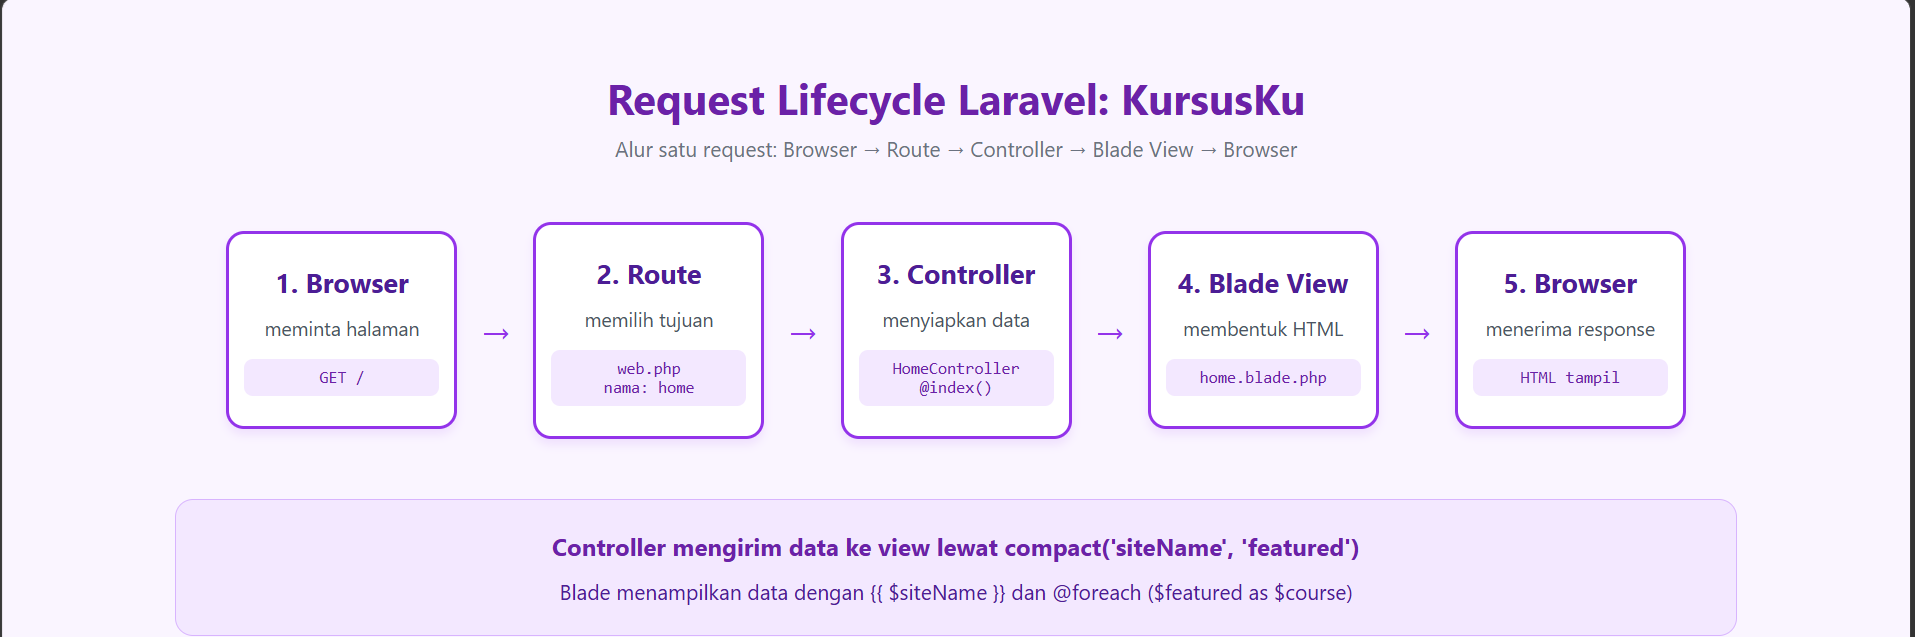 Request Lifecycle Laravel: KursusKu
Alur satu request: Browser → Route → Controller → Blade View → Browser
1. Browser
meminta halaman
GET /
→
2. Route
memilih tujuan
web.php
nama: home
→
3. Controller
menyiapkan data
HomeController
@index()
→
4. Blade View
membentuk HTML
home.blade.php
→
5. Browser
menerima response
HTML tampil
Controller mengirim data ke view lewat compact('siteName', 'featured')
Blade menampilkan data dengan {{ $siteName }} dan @foreach ($featured as $course)